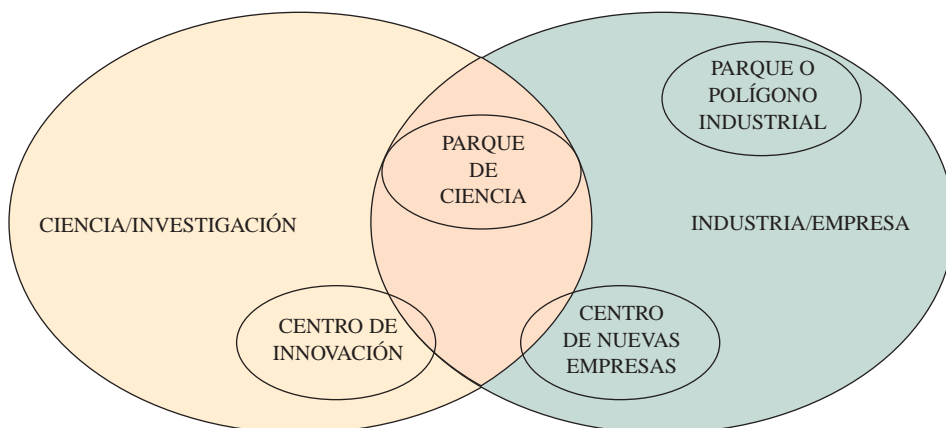 PARQUE O
POLÍGONO
INDUSTRIAL
PARQUE
DE
CIENCIA
CIENCIA/INVESTIGACIÓN
INDUSTRIA/EMPRESA
CENTRO DE
INNOVACIÓN
CENTRO
DE NUEVAS
EMPRESAS